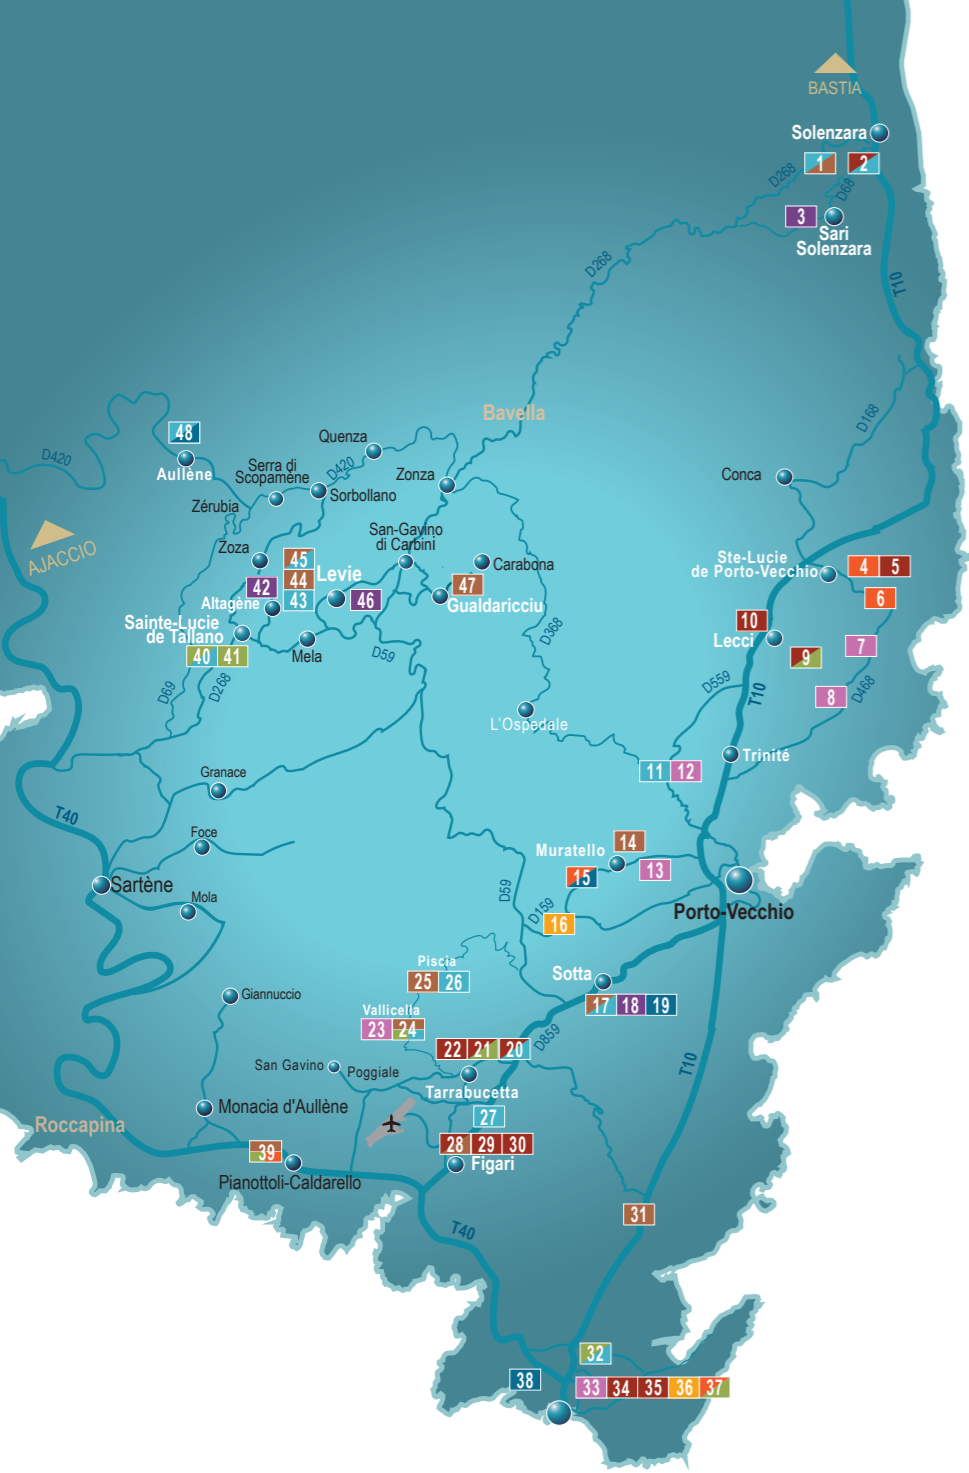 BASTIA
Solenzara
1 2
D268
D68
3
Sari
Solenzara
D268
T10
Bavella
D168
48
Aullène
D420
Quenza
Serra di
Scopamène
D420
Zonza
Conca
Sorbollano
Zérubia
AJACCIO
San-Gavino
di Carbini
Zoza
45
44
43
Levie
42
46
Altagène
Carabona
47
Gualdaricciu
Ste-Lucie
de Porto-Vecchio
4 5
6
10
Lecci
9
7
8
Sainte-Lucie
de Tallano
40 41
Mela
D59
D368
D69
D268
D559
T10
D468
L'Ospedale
Trinité
11 12
Granace
T40
Foce
Muratello
14
13
15
Sartène
Mola
D59
D159
16
Porto-Vecchio
Piscia
25 26
Sotta
17 18 19
Giannuccio
Vallicella
23 24
22 21 20
D859
San Gavino
Poggiale
T10
Tarrabucetta
27
Monacia d'Aullène
Roccapina
39
28 29 30
Figari
Pianottoli-Caldarello
31
T40
32
38
33 34 35 36 37